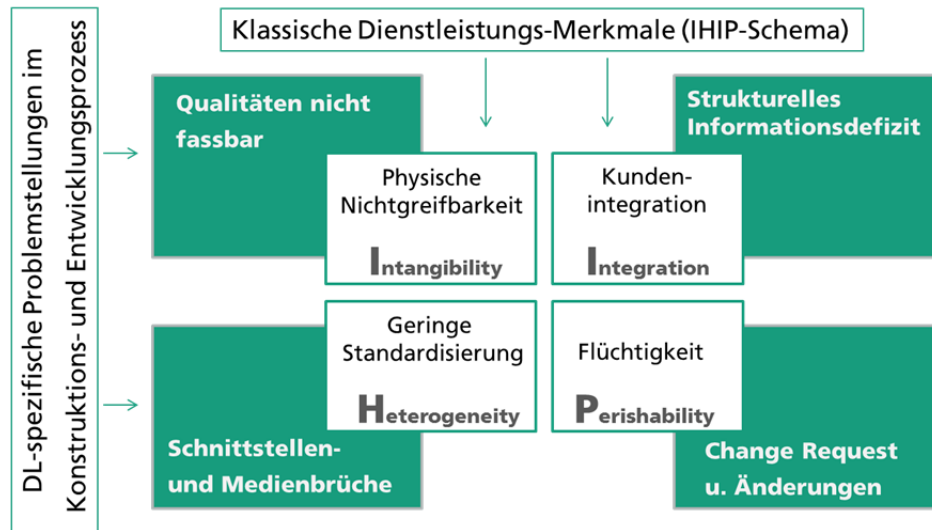 Klassische Dienstleistungs-Merkmale (IHIP-Schema)
DL-spezifische Problemstellungen im
Konstruktions- und Entwicklungsprozess
Qualitäten nicht
fassbar
Strukturelles
Informationsdefizit
Physische
Nichtgreifbarkeit
Intangibility
Kunden-
integration
Integration
Geringe
Standardisierung
Heterogeneity
Flüchtigkeit
Perishability
Schnittstellen-
und Medienbrüche
Change Request
u. Änderungen